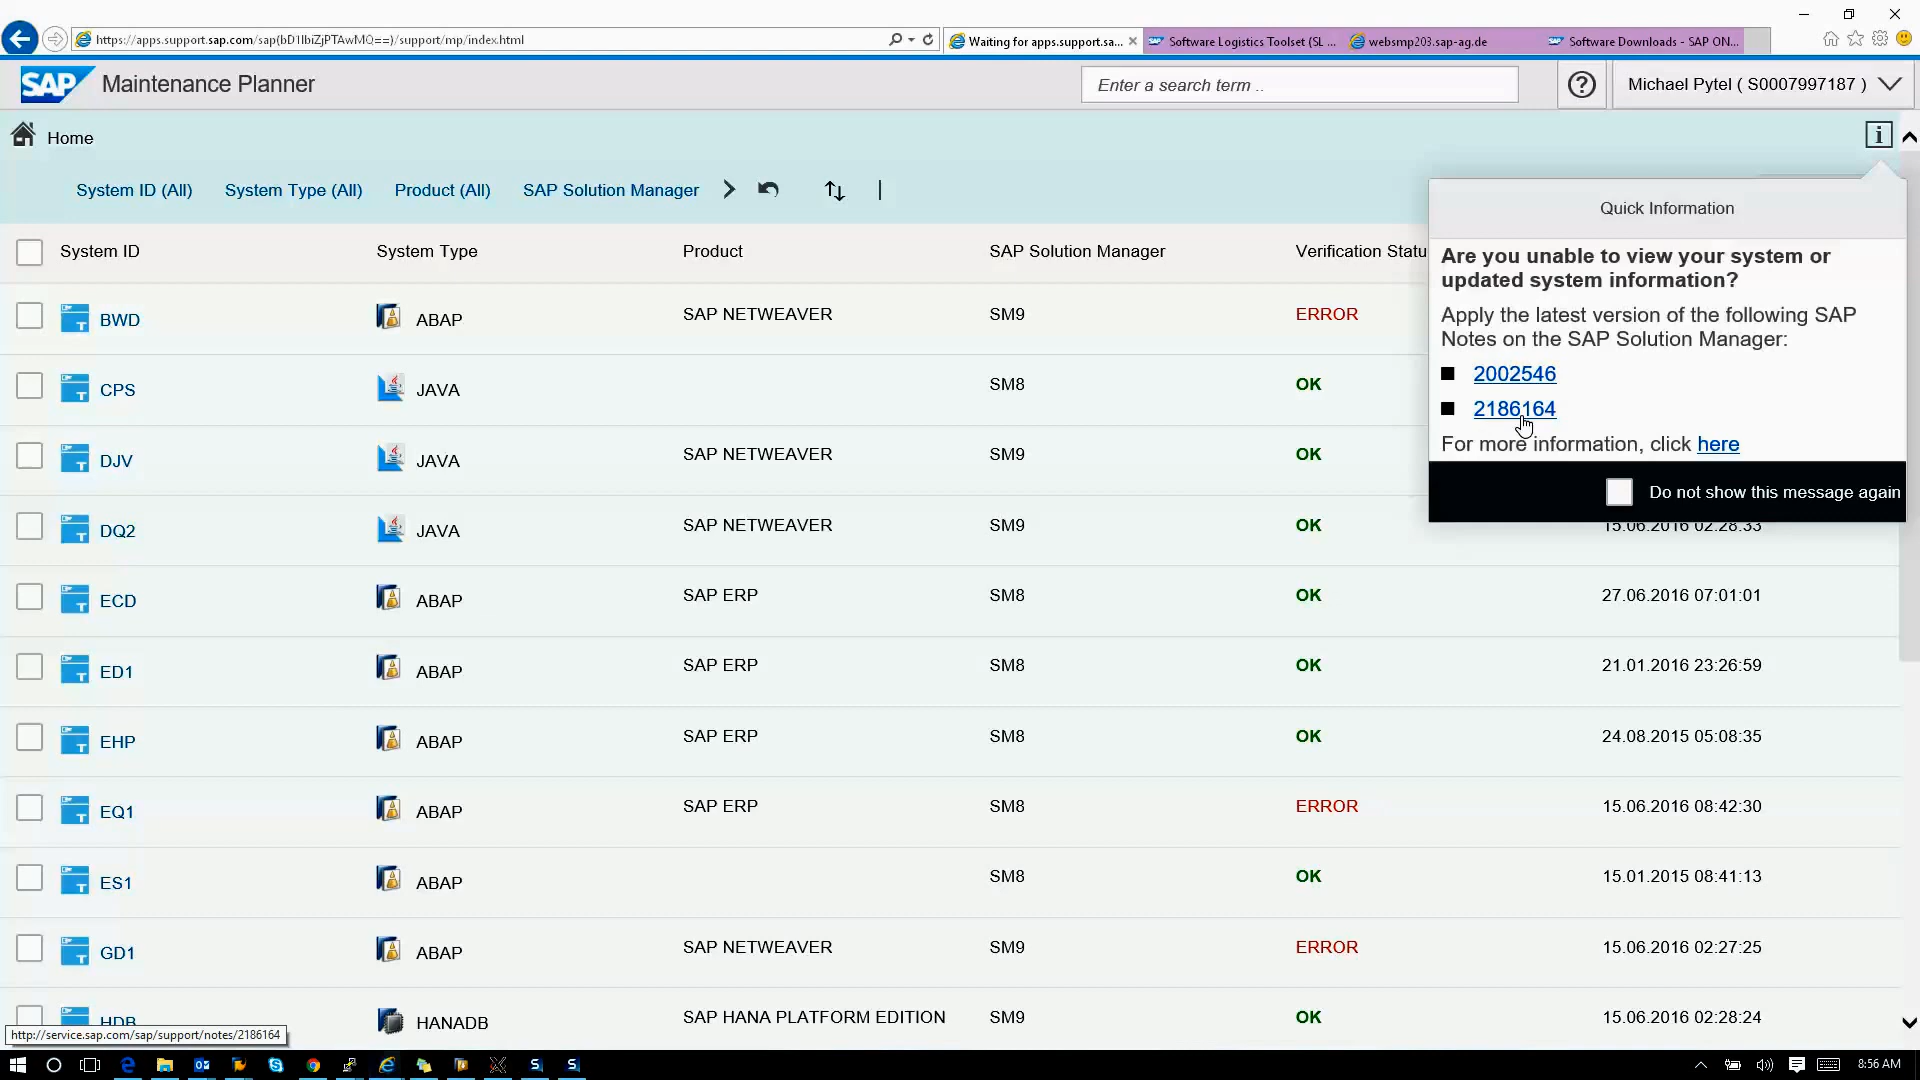 https://apps.support.sap.com/sap(bD1lbiZjPTAwMQ==)/support/mp/index.html
Waiting for apps.support.sa...
Software Logistics Toolset (SL ...
websmp203.sap-ag.de
Software Downloads - SAP ON...
SAP Maintenance Planner
Enter a search term ..
Michael Pytel ( S0007997187 )
Home
System ID (All) System Type (All) Product (All) SAP Solution Manager
System ID System Type Product SAP Solution Manager Verification Statu
BWD ABAP SAP NETWEAVER SM9 ERROR
CPS JAVA SM8 OK
DJV JAVA SAP NETWEAVER SM9 OK
DQ2 JAVA SAP NETWEAVER SM9 OK 15.06.2016 02:28:33
ECD ABAP SAP ERP SM8 OK 27.06.2016 07:01:01
ED1 ABAP SAP ERP SM8 OK 21.01.2016 23:26:59
EHP ABAP SAP ERP SM8 OK 24.08.2015 05:08:35
EQ1 ABAP SAP ERP SM8 ERROR 15.06.2016 08:42:30
ES1 ABAP SM8 OK 15.01.2015 08:41:13
GD1 ABAP SAP NETWEAVER SM9 ERROR 15.06.2016 02:27:25
HDB HANADB SAP HANA PLATFORM EDITION SM9 OK 15.06.2016 02:28:24
Quick Information
Are you unable to view your system or
updated system information?
Apply the latest version of the following SAP
Notes on the SAP Solution Manager:
2002546
2186164
For more information, click here
Do not show this message again
http://service.sap.com/sap/support/notes/2186164
8:56 AM